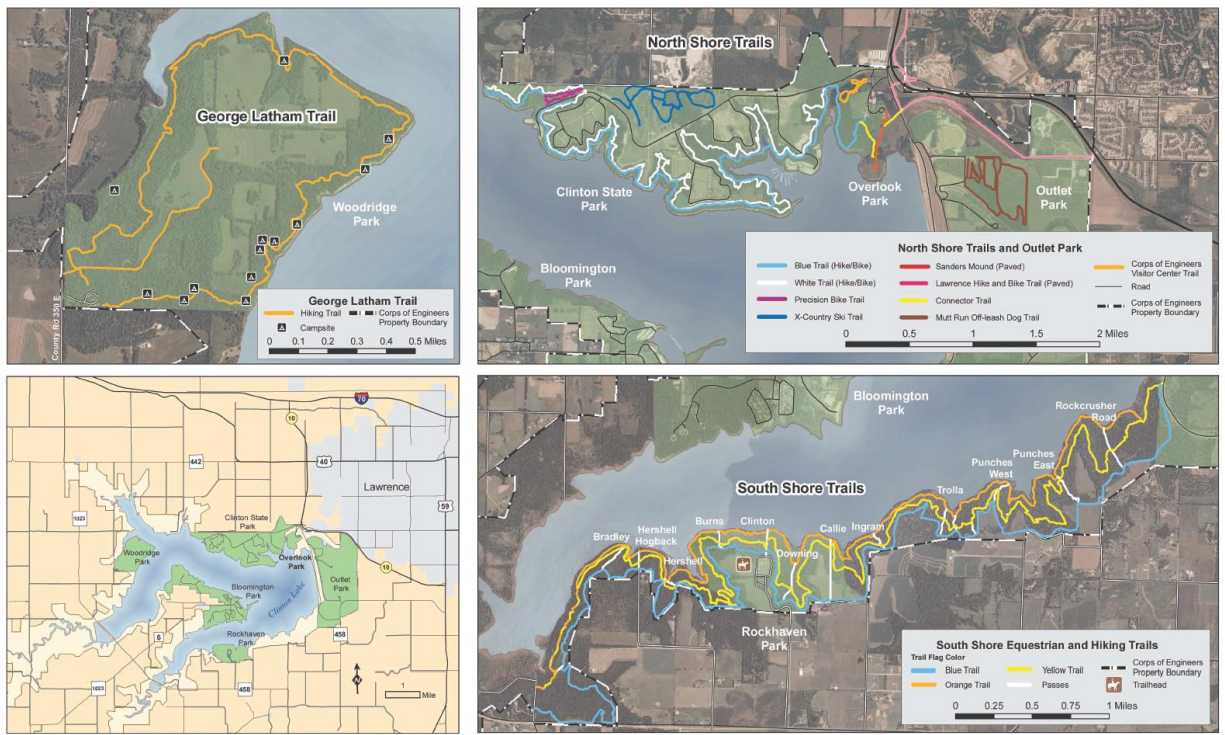 George Latham Trail
Woodridge
Park
County Rd 350 E
George Latham Trail
Hiking Trail
Corps of Engineers
Property Boundary
Campsite
0 0.1 0.2 0.3 0.4 0.5 Miles
North Shore Trails
Clinton State
Park
Overlook
Park
Outlet
Park
Bloomington
Park
North Shore Trails and Outlet Park
Blue Trail (Hike/Bike)
White Trail (Hike/Bike)
Precision Bike Trail
X-Country Ski Trail
Sanders Mound (Paved)
Lawrence Hike and Bike Trail (Paved)
Connector Trail
Mutt Run Off-leash Dog Trail
Corps of Engineers
Visitor Center Trail
Road
Corps of Engineers
Property Boundary
0 0.5 1 1.5 2 Miles
70
10
442
40
Lawrence
59
1023
Clinton State
Park
Woodridge
Park
Overlook
Park
10
Bloomington
Park
Outlet
Park
Clinton Lake
6
Rockhaven
Park
458
1023
458
N
1
Mile
Bloomington
Park
Rockcrusher
Road
Punches
East
Punches
West
South Shore Trails
Trolla
Burns
Clinton
Callie
Ingram
Hershell
Hogback
Bradley
Downing
Hershell
Rockhaven
Park
South Shore Equestrian and Hiking Trails
Trail Flag Color
Blue Trail
Orange Trail
Yellow Trail
Passes
Corps of Engineers
Property Boundary
Trailhead
0 0.25 0.5 0.75 1 Miles